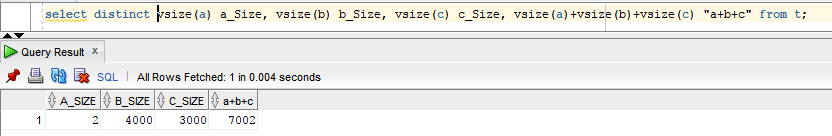 select distinct vsize(a) a_Size, vsize(b) b_Size, vsize(c) c_Size, vsize(a)+vsize(b)+vsize(c) "a+b+c" from t;
Query Result x
SQL | All Rows Fetched: 1 in 0.004 seconds
A_SIZE B_SIZE C_SIZE a+b+c
1 2 4000 3000 7002